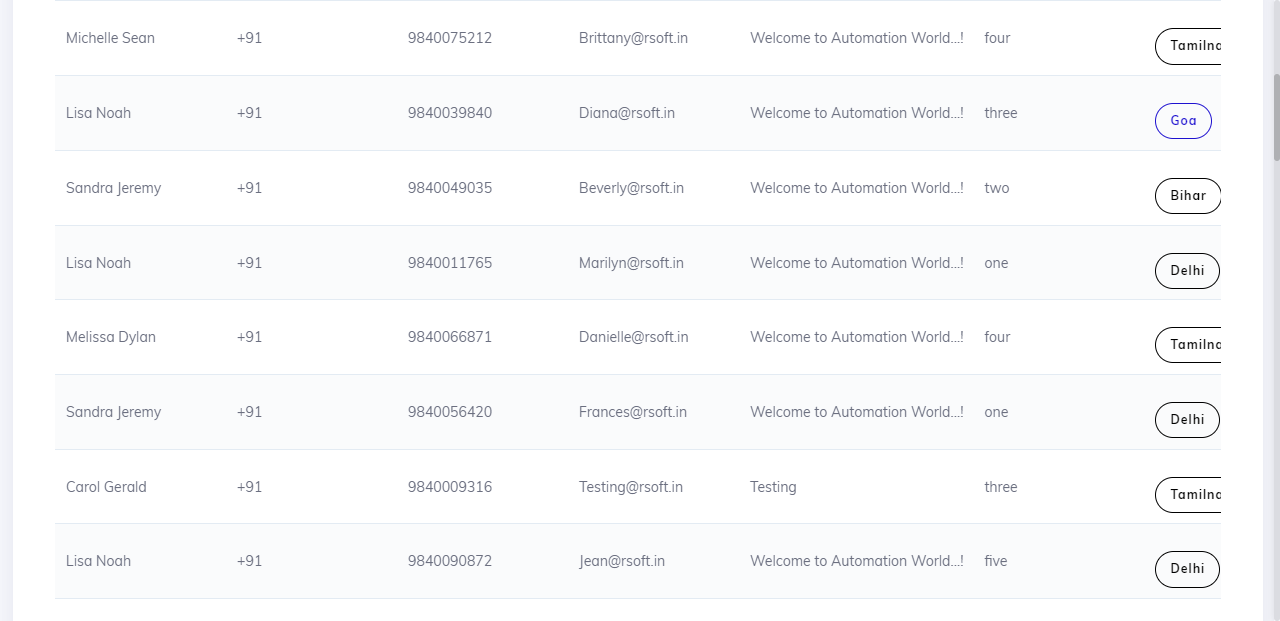 Michelle Sean +91 9840075212 Brittany@rsoft.in Welcome to Automation World...! four Tamilna
Lisa Noah +91 9840039840 Diana@rsoft.in Welcome to Automation World...! three Goa
Sandra Jeremy +91 9840049035 Beverly@rsoft.in Welcome to Automation World...! two Bihar
Lisa Noah +91 9840011765 Marilyn@rsoft.in Welcome to Automation World...! one Delhi
Melissa Dylan +91 9840066871 Danielle@rsoft.in Welcome to Automation World...! four Tamilna
Sandra Jeremy +91 9840056420 Frances@rsoft.in Welcome to Automation World...! one Delhi
Carol Gerald +91 9840009316 Testing@rsoft.in Testing three Tamilna
Lisa Noah +91 9840090872 Jean@rsoft.in Welcome to Automation World...! five Delhi